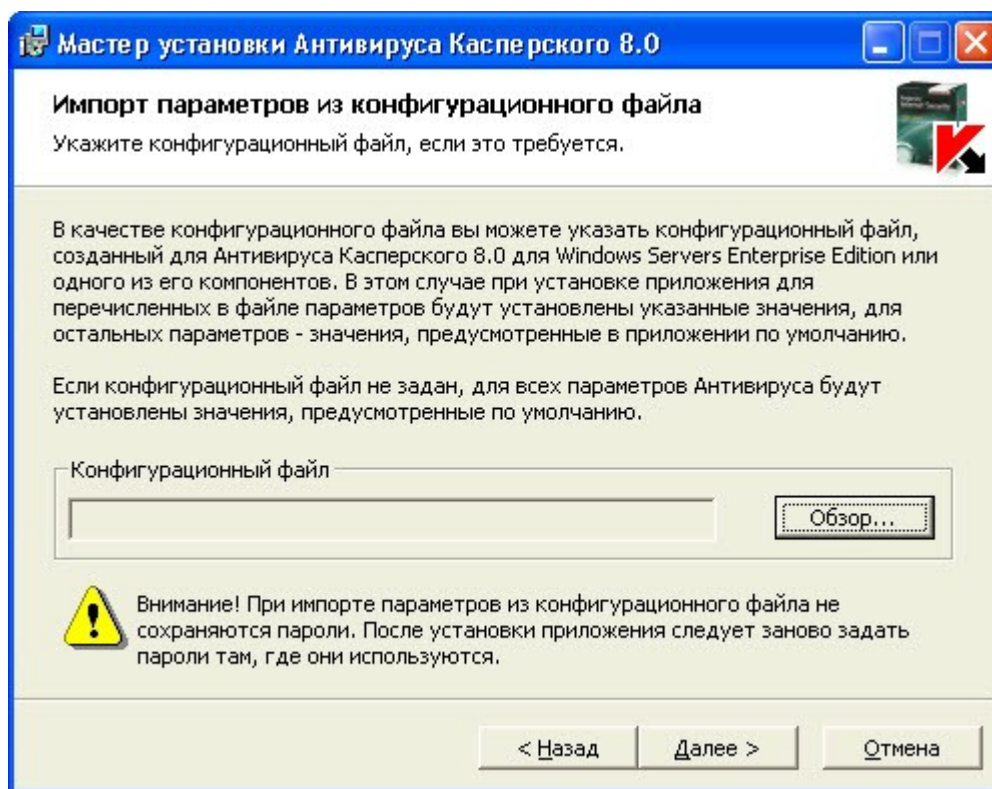 Мастер установки Антивируса Касперского 8.0
Импорт параметров из конфигурационного файла
Укажите конфигурационный файл, если это требуется.
В качестве конфигурационного файла вы можете указать конфигурационный файл,
созданный для Антивируса Касперского 8.0 для Windows Servers Enterprise Edition или
одного из его компонентов. В этом случае при установке приложения для
перечисленных в файле параметров будут установлены указанные значения, для
остальных параметров - значения, предусмотренные в приложении по умолчанию.
Если конфигурационный файл не задан, для всех параметров Антивируса будут
установлены значения, предусмотренные по умолчанию.
Конфигурационный файл
Обзор...
Внимание! При импорте параметров из конфигурационного файла не
сохраняются пароли. После установки приложения следует заново задать
пароли там, где они используются.
< Назад
Далее >
Отмена